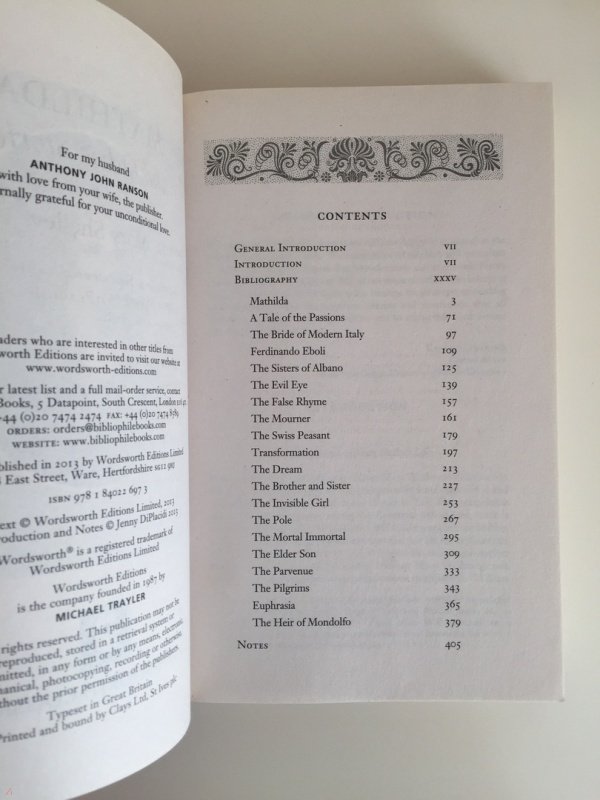 For my husband
ANTHONY JOHN RANSON
with love from your wife, the publisher.
ernally grateful for your unconditional love.
aders who are interested in other titles from
sworth Editions are invited to visit our website at
www.wordsworth-editions.com
r latest list and a full mail-order service, contact
Books, 5 Datapoint, South Crescent, London
44 (0)20 7474 2474 FAX: +44 (0)20 7474 8589
ORDERS: orders@bibliophilebooks.com
WEBSITE: www.bibliophilebooks.com
ublished in 2013 by Wordsworth Editions Limited
East Street, Ware, Hertfordshire SG12 9HJ
ISBN 978 1 84022 697 3
ext © Wordsworth Editions Limited, 2013
roduction and Notes © Jenny DiPlacidi 2013
Wordsworth® is a registered trademark of
Wordsworth Editions Limited
Wordsworth Editions
is the company founded in 1987 by
MICHAEL TRAYLER
rights reserved. This publication may not be
reproduced, stored in a retrieval system or
mitted, in any form or by any means, electronic,
hanical, photocopying, recording or otherwise,
without the prior permission of the publishers.
Typeset in Great Britain
Printed and bound by Clays Ltd, St Ives plc
CONTENTS
GENERAL INTRODUCTION VII
INTRODUCTION VII
BIBLIOGRAPHY XXXV
Mathilda 3
A Tale of the Passions 71
The Bride of Modern Italy 97
Ferdinando Eboli 109
The Sisters of Albano 125
The Evil Eye 139
The False Rhyme 157
The Mourner 161
The Swiss Peasant 179
Transformation 197
The Dream 213
The Brother and Sister 227
The Invisible Girl 253
The Pole 267
The Mortal Immortal 295
The Elder Son 309
The Parvenue 333
The Pilgrims 343
Euphrasia 365
The Heir of Mondolfo 379
NOTES 405